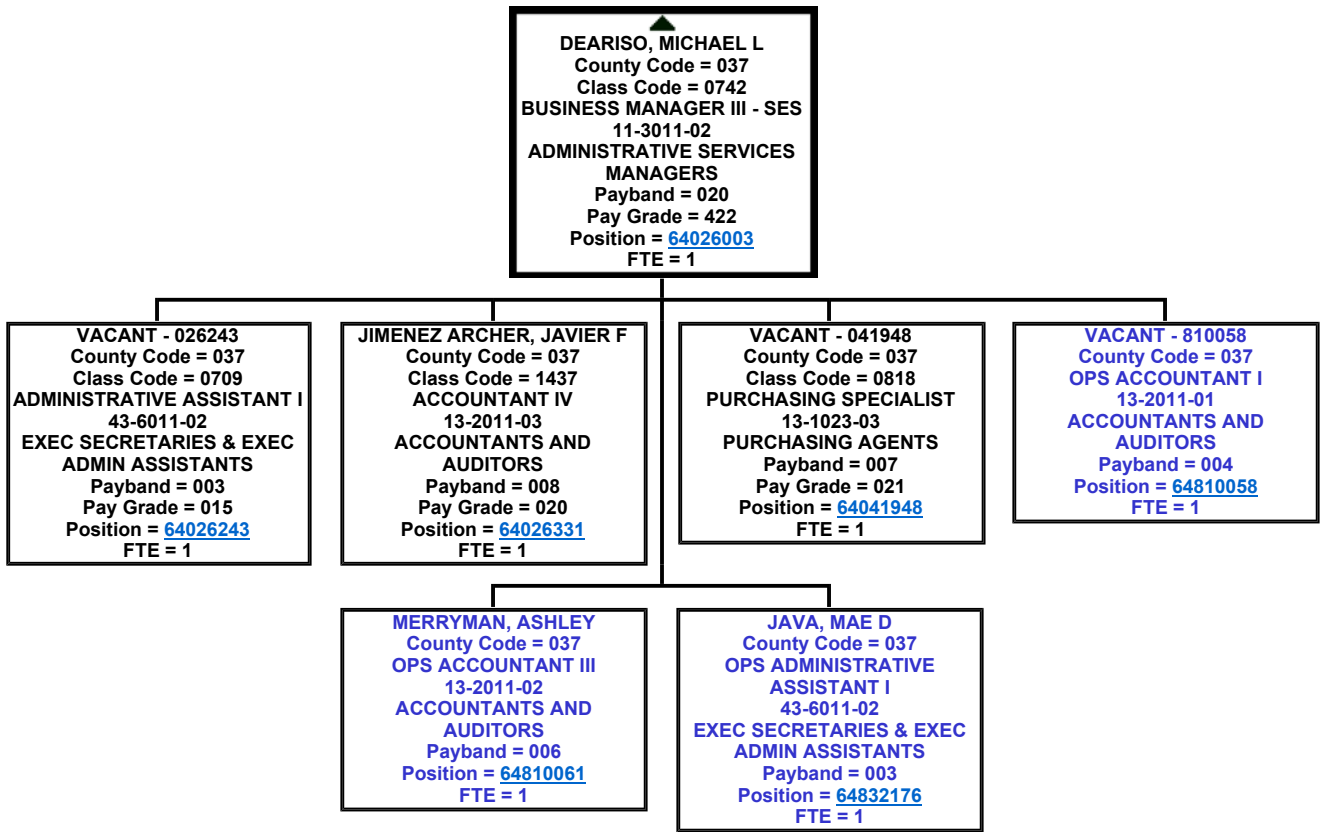 DEARISO, MICHAEL L
County Code = 037
Class Code = 0742
BUSINESS MANAGER III - SES
11-3011-02
ADMINISTRATIVE SERVICES
MANAGERS
Payband = 020
Pay Grade = 422
Position = 64026003
FTE = 1
VACANT - 026243
County Code = 037
Class Code = 0709
ADMINISTRATIVE ASSISTANT I
43-6011-02
EXEC SECRETARIES & EXEC
ADMIN ASSISTANTS
Payband = 003
Pay Grade = 015
Position = 64026243
FTE = 1
JIMENEZ ARCHER, JAVIER F
County Code = 037
Class Code = 1437
ACCOUNTANT IV
13-2011-03
ACCOUNTANTS AND
AUDITORS
Payband = 008
Pay Grade = 020
Position = 64026331
FTE = 1
VACANT - 041948
County Code = 037
Class Code = 0818
PURCHASING SPECIALIST
13-1023-03
PURCHASING AGENTS
Payband = 007
Pay Grade = 021
Position = 64041948
FTE = 1
VACANT - 810058
County Code = 037
OPS ACCOUNTANT I
13-2011-01
ACCOUNTANTS AND
AUDITORS
Payband = 004
Position = 64810058
FTE = 1
MERRYMAN, ASHLEY
County Code = 037
OPS ACCOUNTANT III
13-2011-02
ACCOUNTANTS AND
AUDITORS
Payband = 006
Position = 64810061
FTE = 1
JAVA, MAE D
County Code = 037
OPS ADMINISTRATIVE
ASSISTANT I
43-6011-02
EXEC SECRETARIES & EXEC
ADMIN ASSISTANTS
Payband = 003
Position = 64832176
FTE = 1